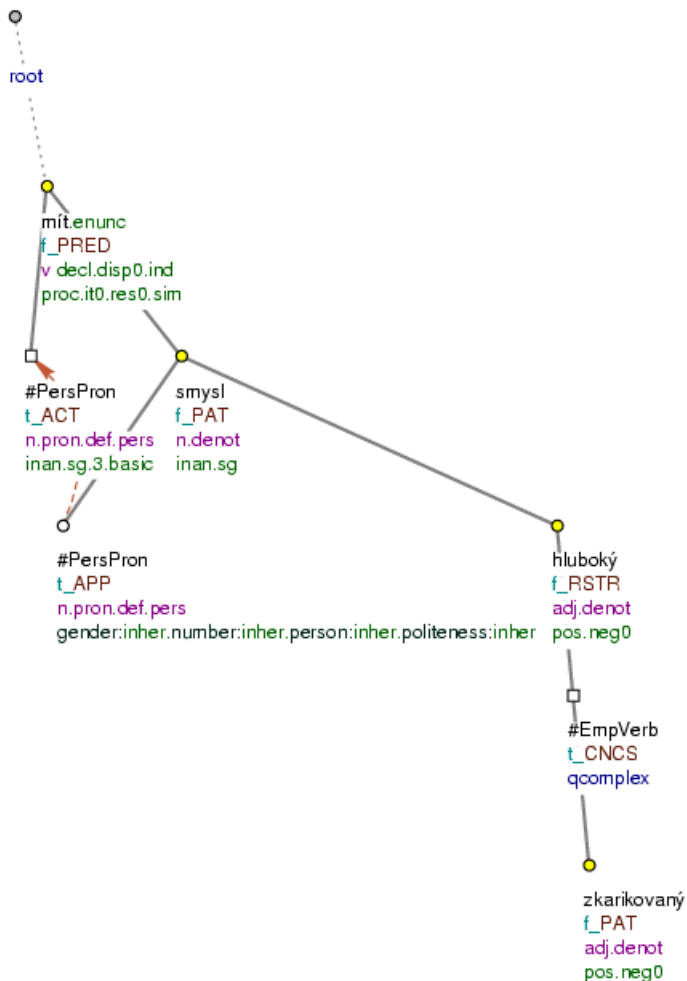 root
mít.enunc
f_PRED
v decl.disp0.ind
proc.it0.res0.sim
#PersPron
t_ACT
n.pron.def.pers
inan.sg.3.basic
smysl
f_PAT
n.denot
inan.sg
#PersPron
t_APP
n.pron.def.pers
gender:inher.number:inher.person:inher.politeness:inher
hluboký
f_RSTR
adj.denot
pos.neg0
#EmpVerb
t_CNCS
qcomplex
zkarikovaný
f_PAT
adj.denot
pos.neg0